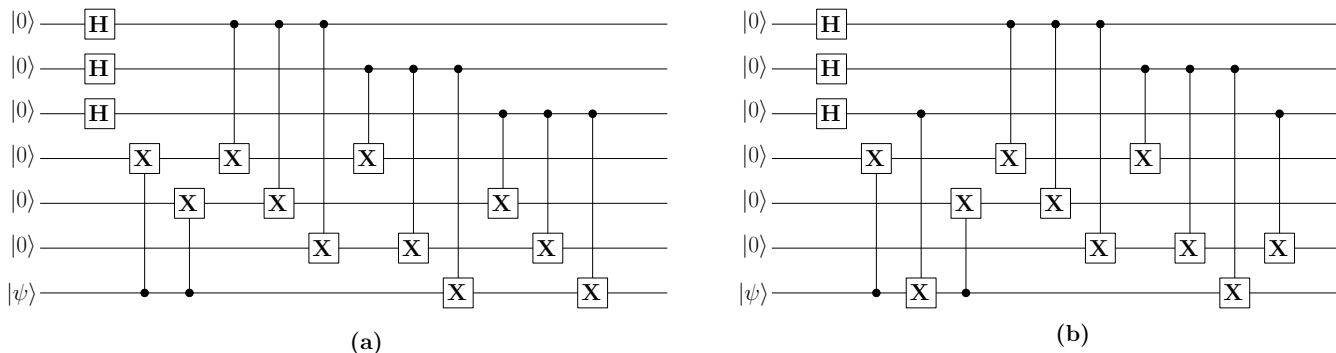 |0⟩ H |0⟩ H
|0⟩ H |0⟩ H
|0⟩ H |0⟩ H
|0⟩ X X X |0⟩ X X X
|0⟩ X X X |0⟩ X X
|0⟩ X X X |0⟩ X X X
|ψ⟩ X X |ψ⟩ X X
(a) (b)